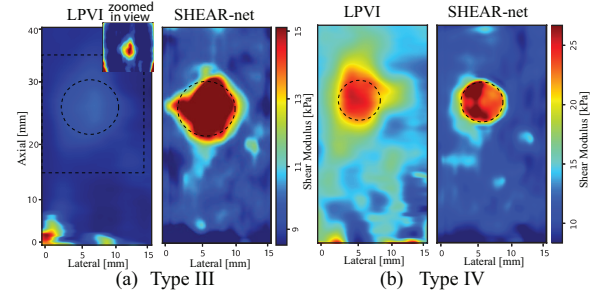 LPVI
zoomed
in view
SHEAR-net
LPVI
SHEAR-net
40
30
20
10
0
Axial [mm]
0 5 10 15
Lateral [mm]
0 5 10 15
Lateral [mm]
15
13
11
9
Shear Modulus [kPa]
0 5 10 15
Lateral [mm]
0 5 10 15
Lateral [mm]
25
20
15
10
Shear Modulus [kPa]
(a) Type III
(b) Type IV